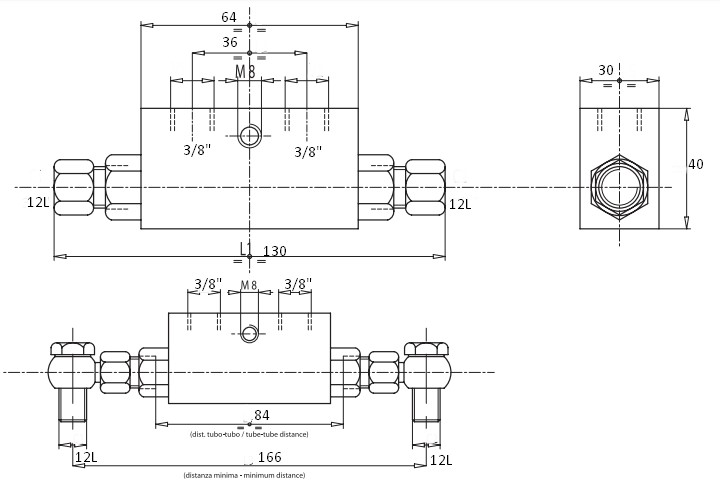 64
36
M8
30
3/8"
3/8"
40
12L
12L
L1 130
3/8"
M8
3/8"
84
(dist. tubo-tubo / tube-tube distance)
12L
166
12L
(distanza minima - minimum distance)